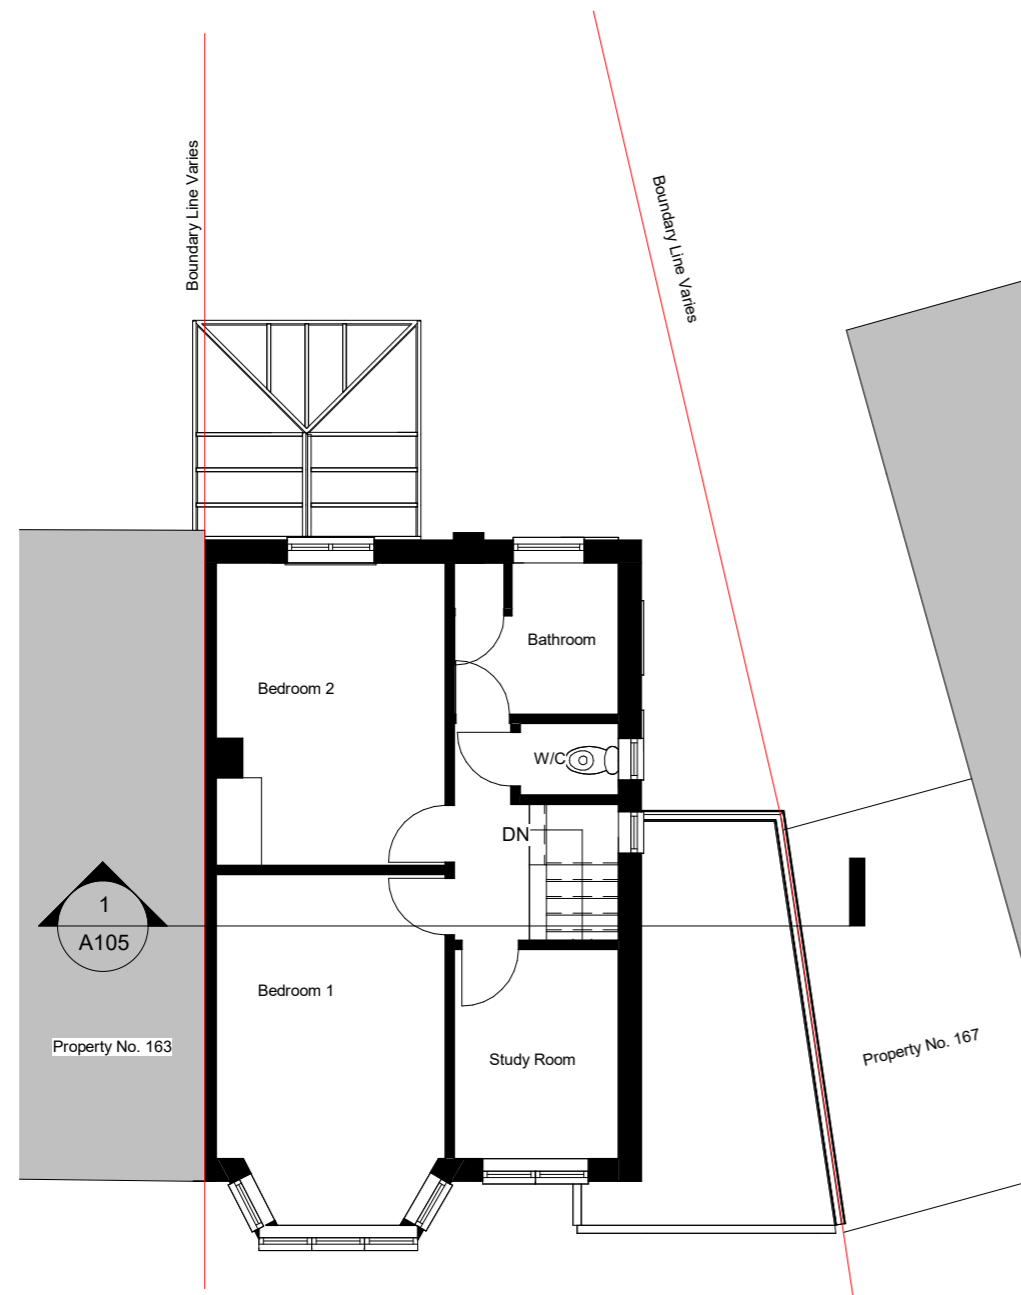 Boundary Line Varies
Boundary Line Varies
Bathroom
Bedroom 2
W/C
DN
1
A105
Bedroom 1
Property No. 163
Study Room
Property No. 167